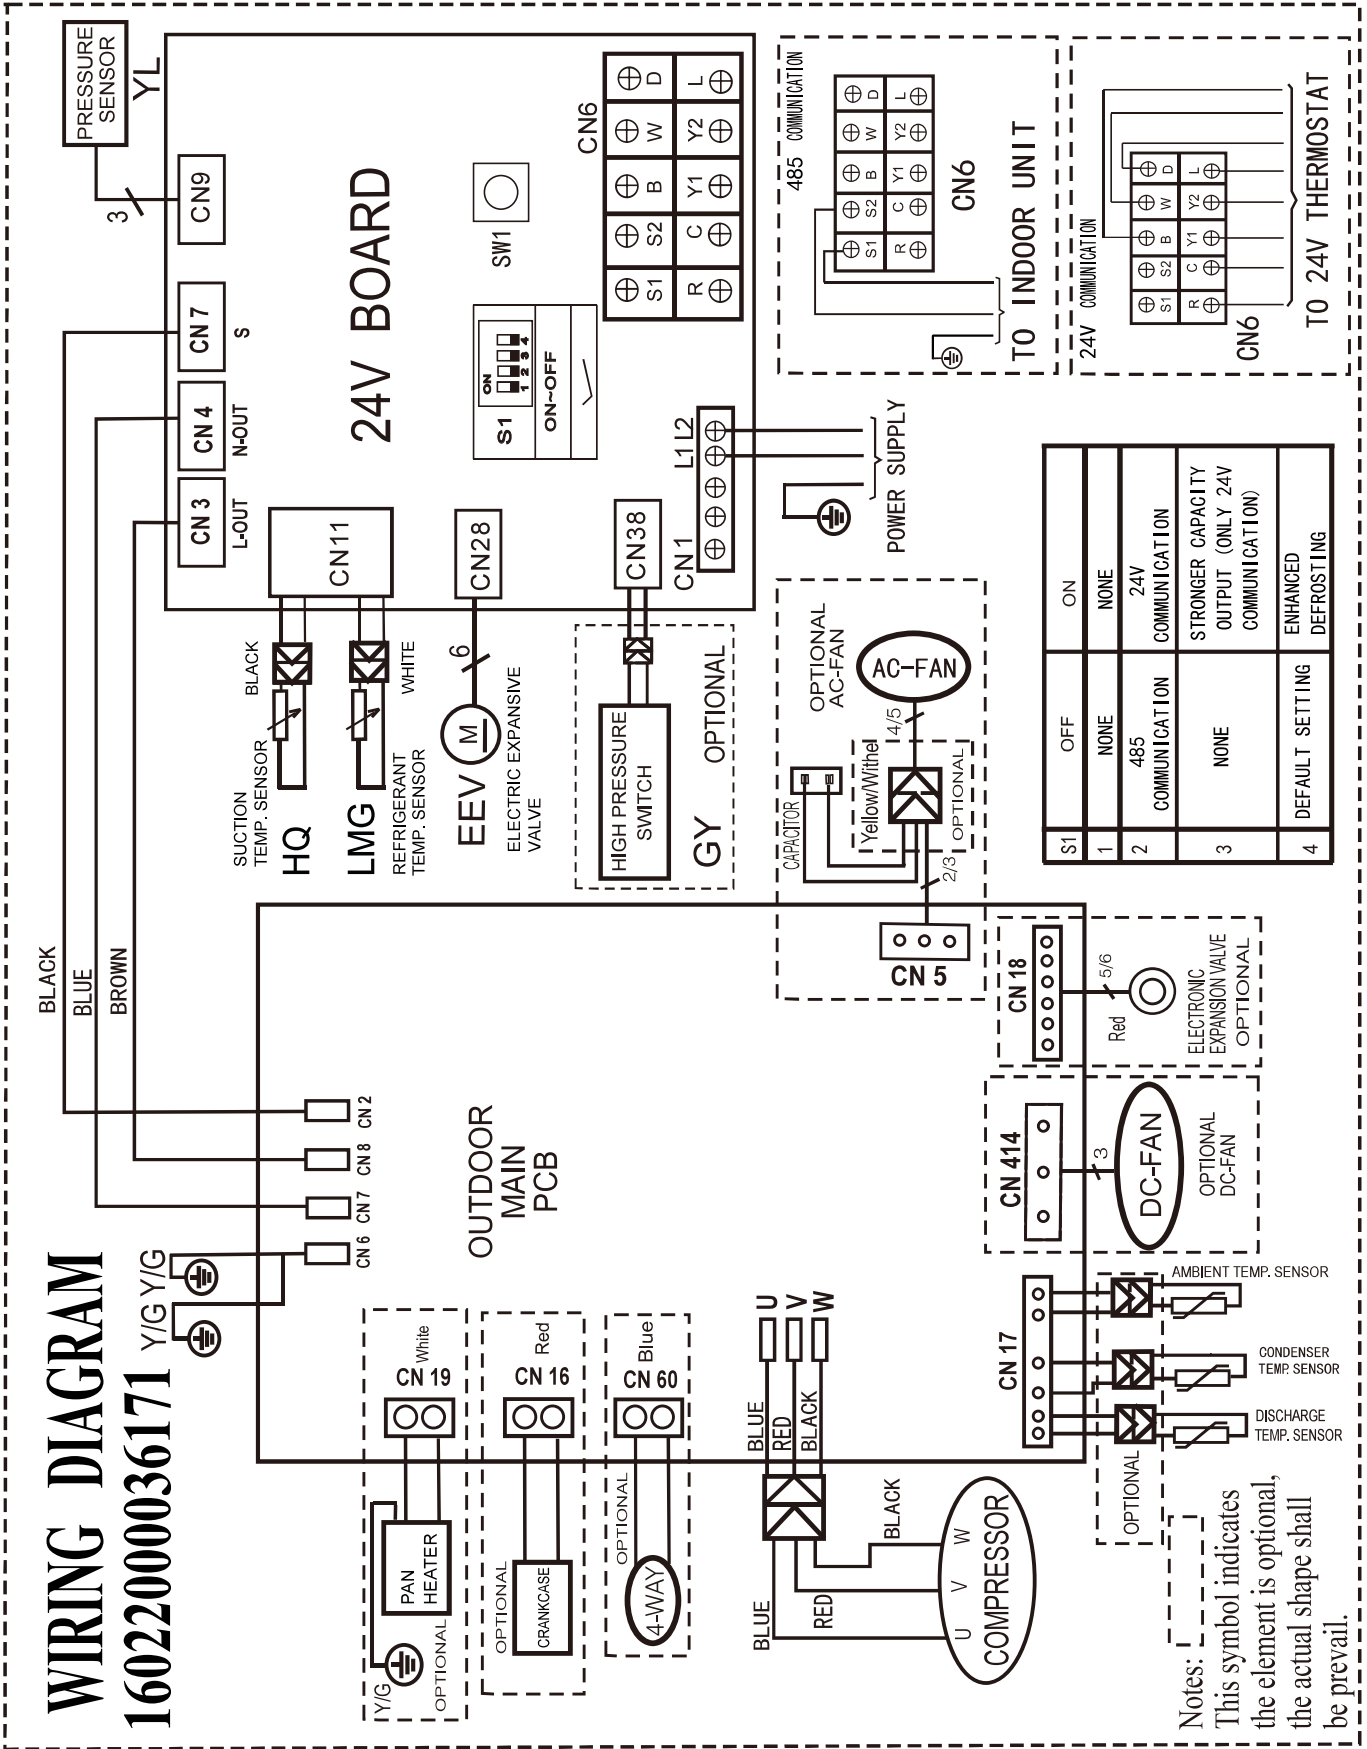 WIRING DIAGRAM
16022000036171
PRESSURE
SENSOR
YL
3
CN9
CN 7
S
CN 4
N-OUT
CN 3
L-OUT
24V BOARD
SW1
CN6
D
W
B
S2
S1
L
Y2
Y1
C
R
S1
ON
1
2
3
4
ON~OFF
CN11
CN28
CN38
CN1
L1
L2
POWER SUPPLY
485 COMMUNICATION
D
W
B
S2
S1
L
Y2
Y1
C
R
CN6
TO INDOOR UNIT
24V COMMUNICATION
D
W
B
S2
S1
L
Y2
Y1
C
R
CN6
TO 24V THERMOSTAT
BLACK
WHITE
SUCTION
TEMP. SENSOR
HQ
LMG
REFRIGERANT
TEMP. SENSOR
6
M
EEV
ELECTRIC EXPANSIVE
VALVE
HIGH PRESSURE
SWITCH
OPTIONAL
GY
OPTIONAL
AC-FAN
AC-FAN
4/5
Yellow/Withe
OPTIONAL
CAPACITOR
2/3
CN 5
S1
OFF
ON
1
NONE
NONE
2
485
COMMUNICATION
24V
COMMUNICATION
3
NONE
STRONGER CAPACITY
OUTPUT (ONLY 24V
COMMUNICATION)
4
DEFAULT SETTING
ENHANCED
DEFROSTING
BLACK
BLUE
BROWN
CN 2
CN 8
CN 7
CN 6
Y/G
Y/G
OUTDOOR
MAIN
PCB
CN 18
5/6
Red
ELECTRONIC
EXPANSION VALVE
OPTIONAL
CN 414
3
DC-FAN
OPTIONAL
DC-FAN
CN 17
AMBIENT TEMP. SENSOR
CONDENSER
TEMP. SENSOR
DISCHARGE
TEMP. SENSOR
OPTIONAL
White
CN 19
PAN
HEATER
Y/G
OPTIONAL
Red
CN 16
OPTIONAL
CRANKCASE
Blue
CN 60
OPTIONAL
4-WAY
U
V
W
BLUE
RED
BLACK
BLUE
RED
BLACK
U
V
W
COMPRESSOR
Notes:
This symbol indicates
the element is optional,
the actual shape shall
be prevail.